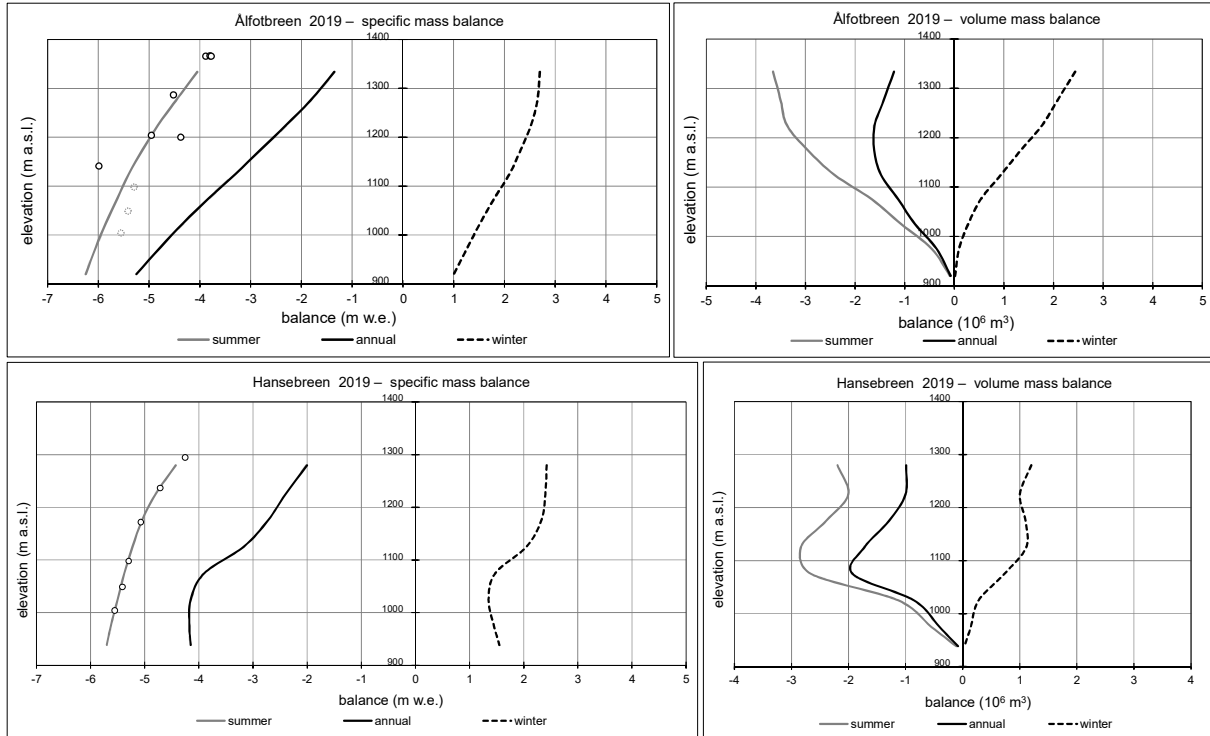 Ålfotbreen 2019 – specific mass balance
1400
1300
1200
1100
1000
900
elevation (m a.s.l.)
-7 -6 -5 -4 -3 -2 -1 0 1 2 3 4 5
balance (m w.e.)
summer annual winter
Ålfotbreen 2019 – volume mass balance
1400
1300
1200
1100
1000
900
elevation (m a.s.l.)
-5 -4 -3 -2 -1 0 1 2 3 4 5
balance (10⁶ m³)
summer annual winter
Hansebreen 2019 – specific mass balance
1400
1300
1200
1100
1000
900
elevation (m a.s.l.)
-7 -6 -5 -4 -3 -2 -1 0 1 2 3 4 5
balance (m w.e.)
summer annual winter
Hansebreen 2019 – volume mass balance
1400
1300
1200
1100
1000
900
elevation (m a.s.l.)
-4 -3 -2 -1 0 1 2 3 4
balance (10⁶ m³)
summer annual winter